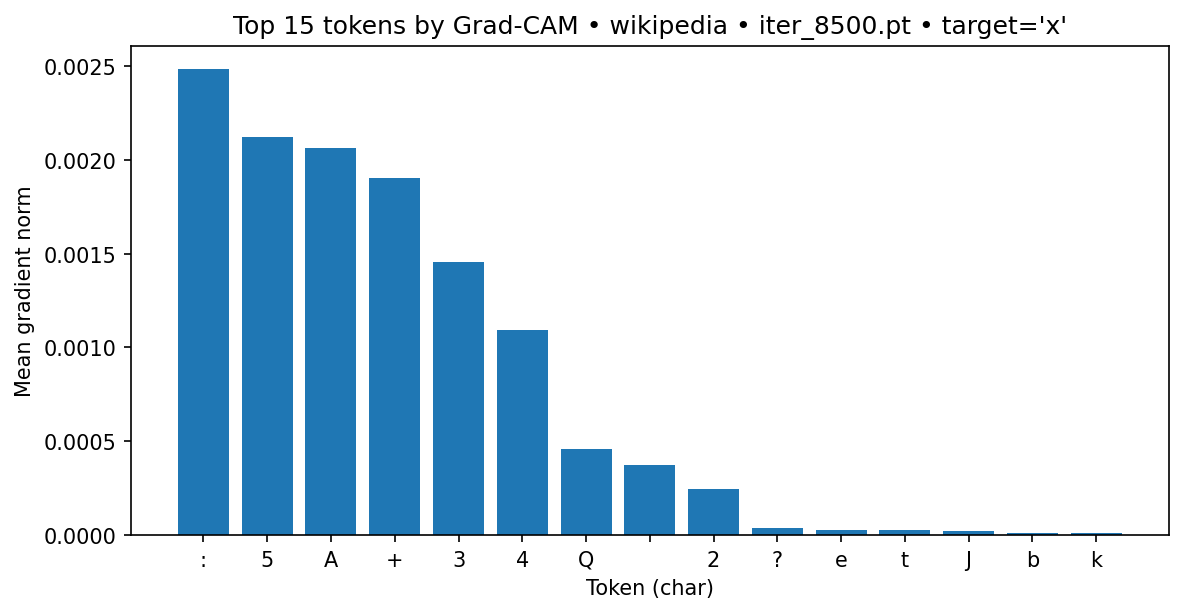 Top 15 tokens by Grad-CAM • wikipedia • iter_8500.pt • target='x'
Mean gradient norm
0.0025
0.0020
0.0015
0.0010
0.0005
0.0000
: 5 A + 3 4 Q 2 ? e t J b k
Token (char)